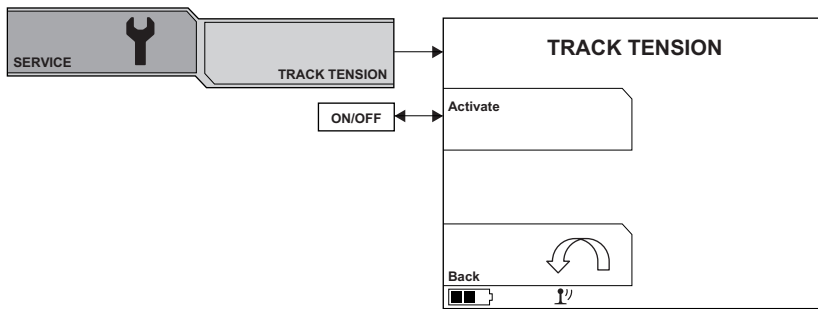 SERVICE
TRACK TENSION
TRACK TENSION
ON/OFF
Activate
Back